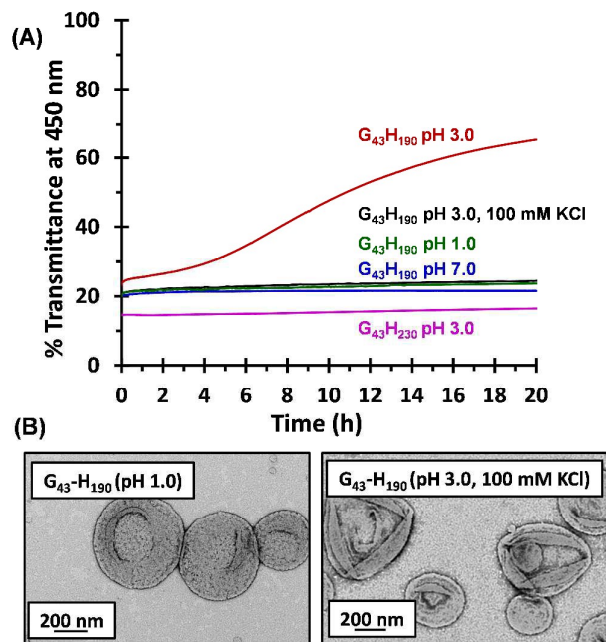 (A)
% Transmittance at 450 nm
100
80
60
40
20
0
G₄₃H₁₉₀ pH 3.0
G₄₃H₁₉₀ pH 3.0, 100 mM KCl
G₄₃H₁₉₀ pH 1.0
G₄₃H₁₉₀ pH 7.0
G₄₃H₂₃₀ pH 3.0
0 2 4 6 8 10 12 14 16 18 20
Time (h)
(B)
G₄₃-H₁₉₀ (pH 1.0)
200 nm
G₄₃-H₁₉₀ (pH 3.0, 100 mM KCl)
200 nm